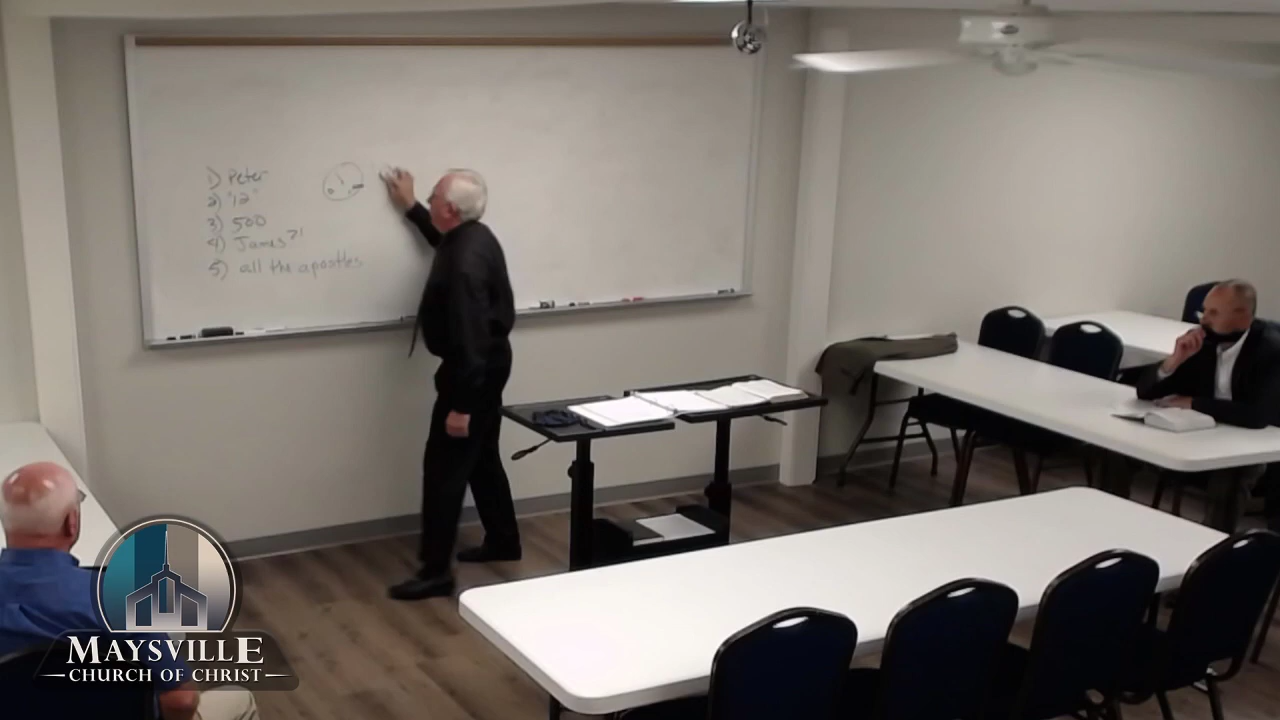 1) Peter
2) "12"
3) 500
4) James
5) all the apostles
MAYSVILLE
CHURCH OF CHRIST